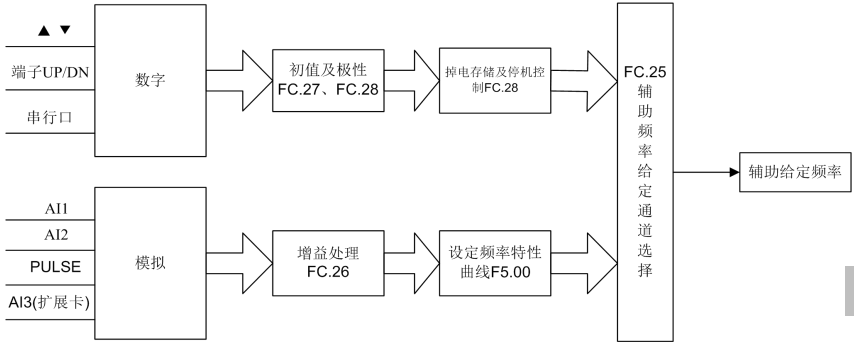 ▲ ▼
端子UP/DN
串行口
数字
初值及极性
FC.27、FC.28
掉电存储及停机控
制FC.28
AI1
AI2
PULSE
AI3(扩展卡)
模拟
增益处理
FC.26
设定频率特性
曲线F5.00
FC.25
辅
助
频
率
给
定
通
道
选
择
辅助给定频率